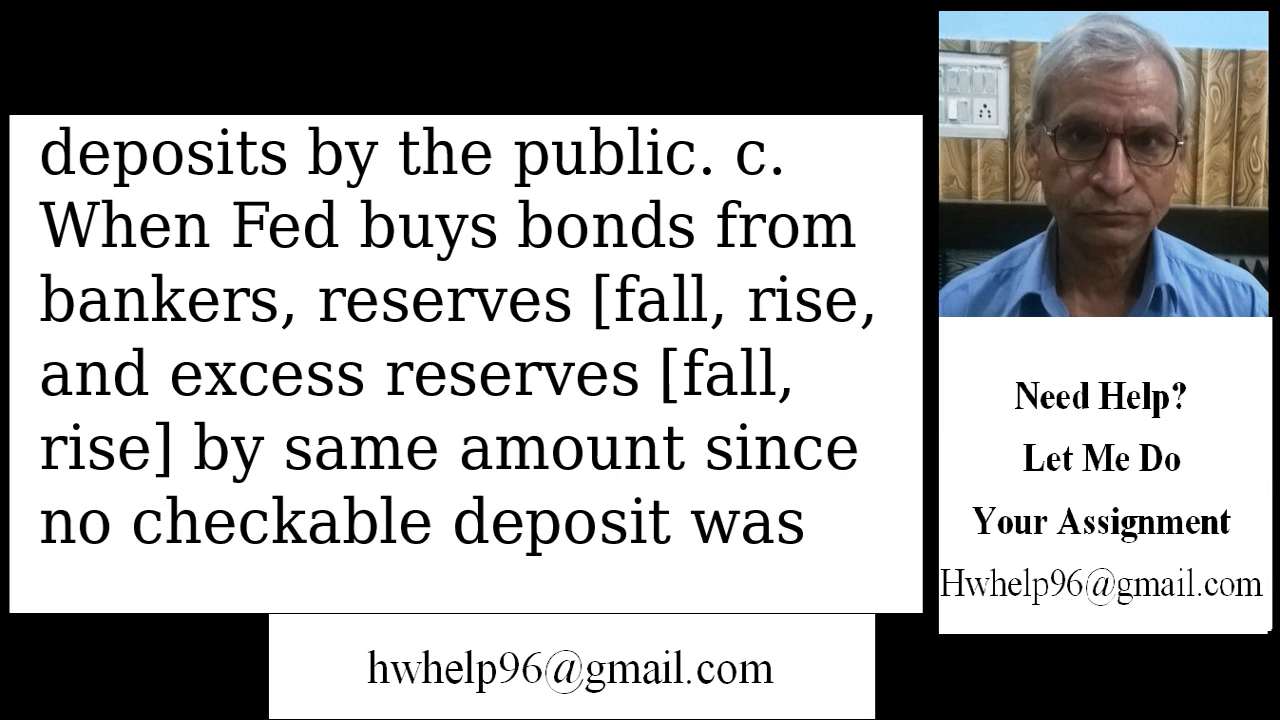 deposits by the public. c.
When Fed buys bonds from
bankers, reserves [fall, rise,
and excess reserves [fall,
rise] by same amount since
no checkable deposit was
Need Help?
Let Me Do
Your Assignment
Hwhelp96@gmail.com
hwhelp96@gmail.com